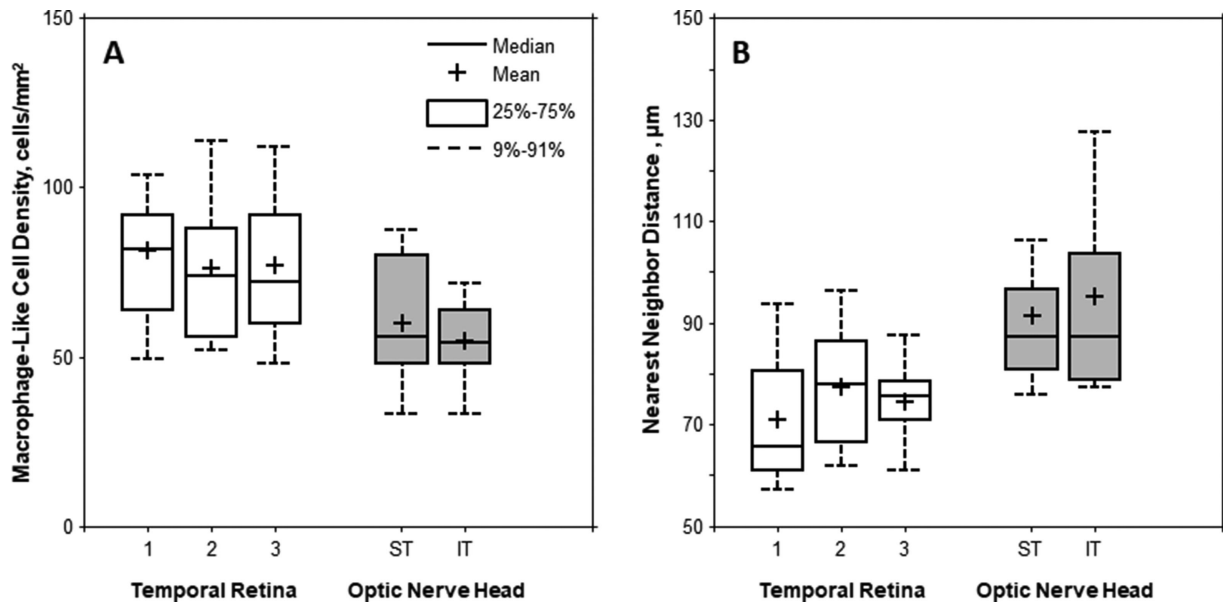 A
Macrophage-Like Cell Density, cells/mm²
150
100
50
0
Median
Mean
25%-75%
9%-91%
1 2 3 ST IT
Temporal Retina Optic Nerve Head
B
Nearest Neighbor Distance , µm
150
130
110
90
70
50
1 2 3 ST IT
Temporal Retina Optic Nerve Head